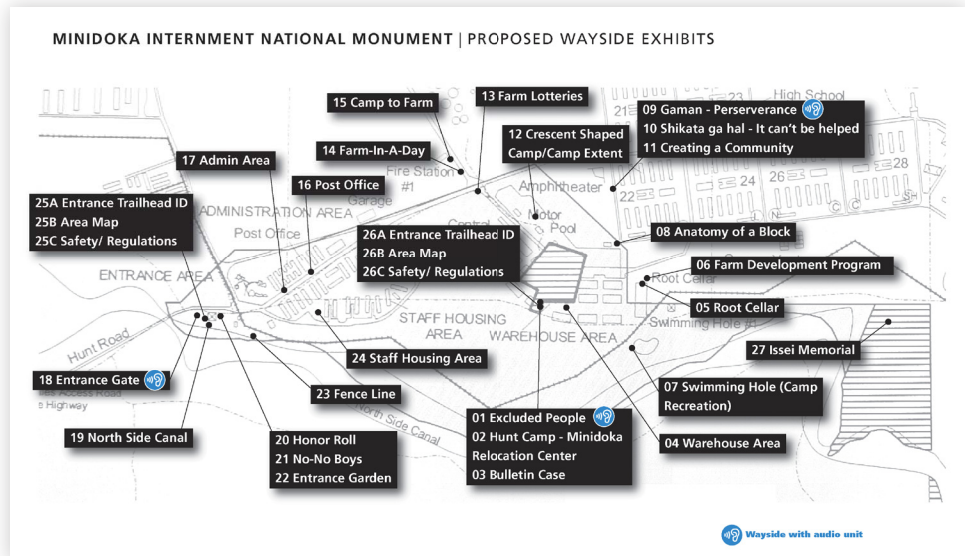 MINIDOKA INTERNMENT NATIONAL MONUMENT | PROPOSED WAYSIDE EXHIBITS
High School
15 Camp to Farm
13 Farm Lotteries
21
23
09 Gaman - Perserverance
10 Shikata ga hal - It can't be helped
11 Creating a Community
12 Crescent Shaped
Camp/Camp Extent
14 Farm-In-A-Day
17 Admin Area
Fire Station
#1
28
26
24
22
16 Post Office
Garage
Amphitheater
25A Entrance Trailhead ID
25B Area Map
25C Safety/ Regulations
ADMINISTRATION AREA
Post Office
Central
Motor
Pool
26A Entrance Trailhead ID
26B Area Map
26C Safety/ Regulations
08 Anatomy of a Block
06 Farm Development Program
ENTRANCE AREA
Root Cellar
05 Root Cellar
STAFF HOUSING
AREA
WAREHOUSE AREA
Swimming Hole #1
Hunt Road
24 Staff Housing Area
27 Issei Memorial
18 Entrance Gate
Access Road
Highway
23 Fence Line
07 Swimming Hole (Camp
Recreation)
North Side Canal
19 North Side Canal
20 Honor Roll
21 No-No Boys
22 Entrance Garden
01 Excluded People
02 Hunt Camp - Minidoka
Relocation Center
03 Bulletin Case
04 Warehouse Area
Wayside with audio unit